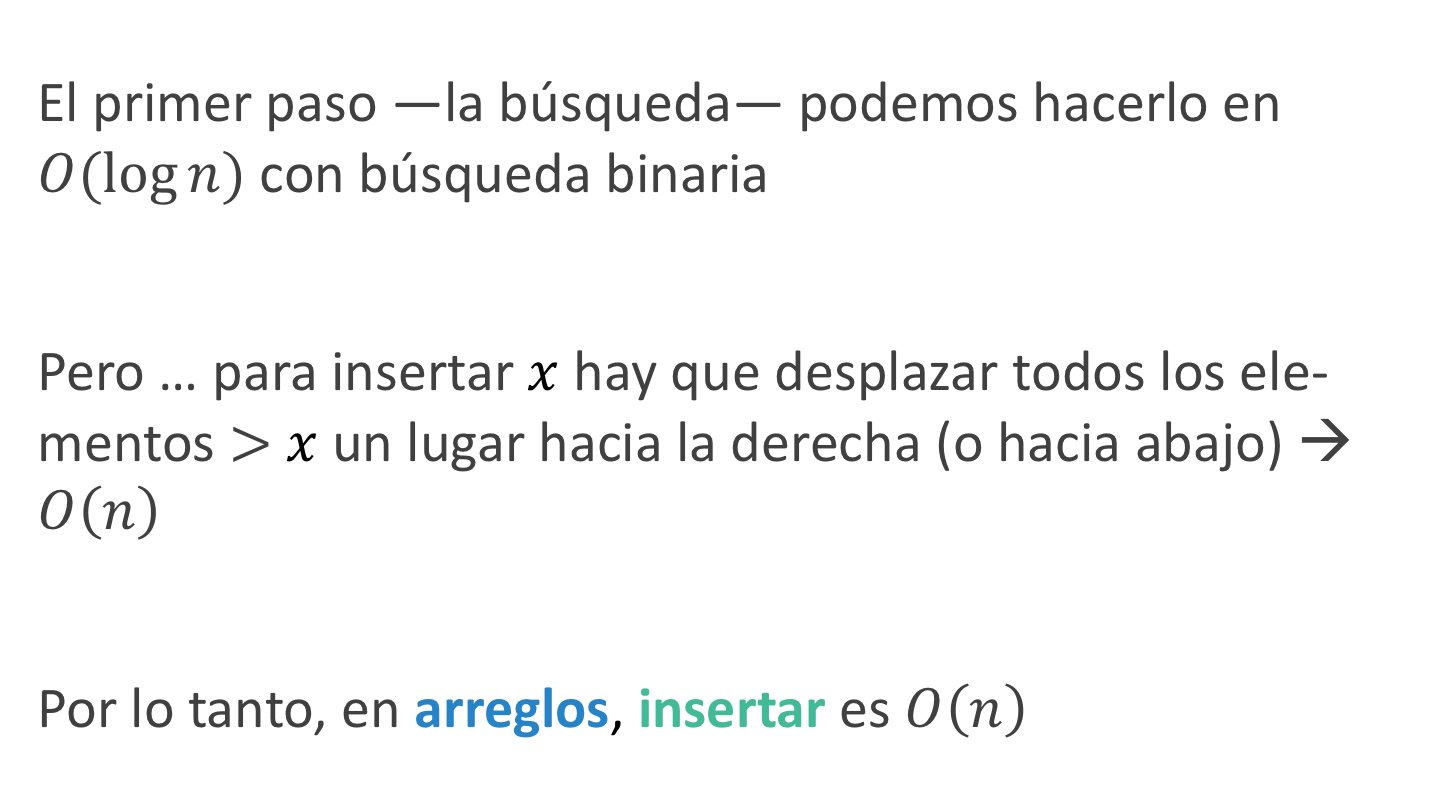 El primer paso —la búsqueda— podemos hacerlo en
𝑂(log 𝑛) con búsqueda binaria
Pero … para insertar 𝑥 hay que desplazar todos los ele-
mentos > 𝑥 un lugar hacia la derecha (o hacia abajo) →
𝑂(𝑛)
Por lo tanto, en arreglos, insertar es 𝑂(𝑛)